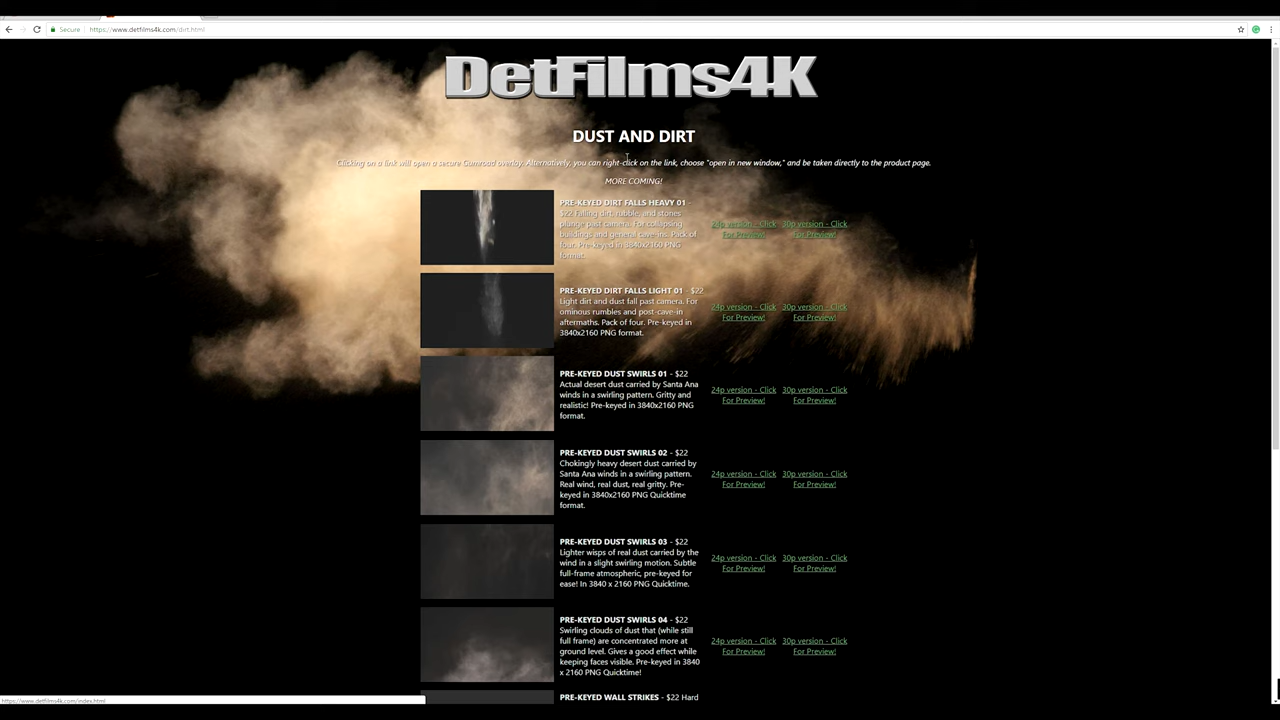 Secure
https://www.detfilms4k.com/dirt.html
DetFilms4K
DUST AND DIRT
Clicking on a link will open a secure Gumroad overlay. Alternatively, you can right-click on the link, choose "open in new window," and be taken directly to the product page.
MORE COMING!
PRE-KEYED DIRT FALLS HEAVY 01 -
$22 Falling dirt, rubble, and stones
plunge past camera. For collapsing
buildings and general cave-ins. Pack of
four. Pre-keyed in 3840x2160 PNG
format.
24p version - Click
For Preview!
30p version - Click
For Preview!
PRE-KEYED DIRT FALLS LIGHT 01 - $22
Light dirt and dust fall past camera. For
ominous rumbles and post-cave-in
aftermaths. Pack of four. Pre-keyed in
3840x2160 PNG format.
24p version - Click
For Preview!
30p version - Click
For Preview!
PRE-KEYED DUST SWIRLS 01 - $22
Actual desert dust carried by Santa Ana
winds in a swirling pattern. Gritty and
realistic! Pre-keyed in 3840x2160 PNG
format.
24p version - Click
For Preview!
30p version - Click
For Preview!
PRE-KEYED DUST SWIRLS 02 - $22
Chokingly heavy desert dust carried by
Santa Ana winds in a swirling pattern.
Real wind, real dust, real gritty. Pre-
keyed in 3840x2160 PNG Quicktime
format.
24p version - Click
For Preview!
30p version - Click
For Preview!
PRE-KEYED DUST SWIRLS 03 - $22
Lighter wisps of real dust carried by the
wind in a slight swirling motion. Subtle
full-frame atmospheric, pre-keyed for
ease! In 3840 x 2160 PNG Quicktime.
24p version - Click
For Preview!
30p version - Click
For Preview!
PRE-KEYED DUST SWIRLS 04 - $22
Swirling clouds of dust that (while still
full frame) are concentrated more at
ground level. Gives a good effect while
keeping faces visible. Pre-keyed in 3840
x 2160 PNG Quicktime!
24p version - Click
For Preview!
30p version - Click
For Preview!
PRE-KEYED WALL STRIKES - $22 Hard
https://www.detfilms4k.com/index.html